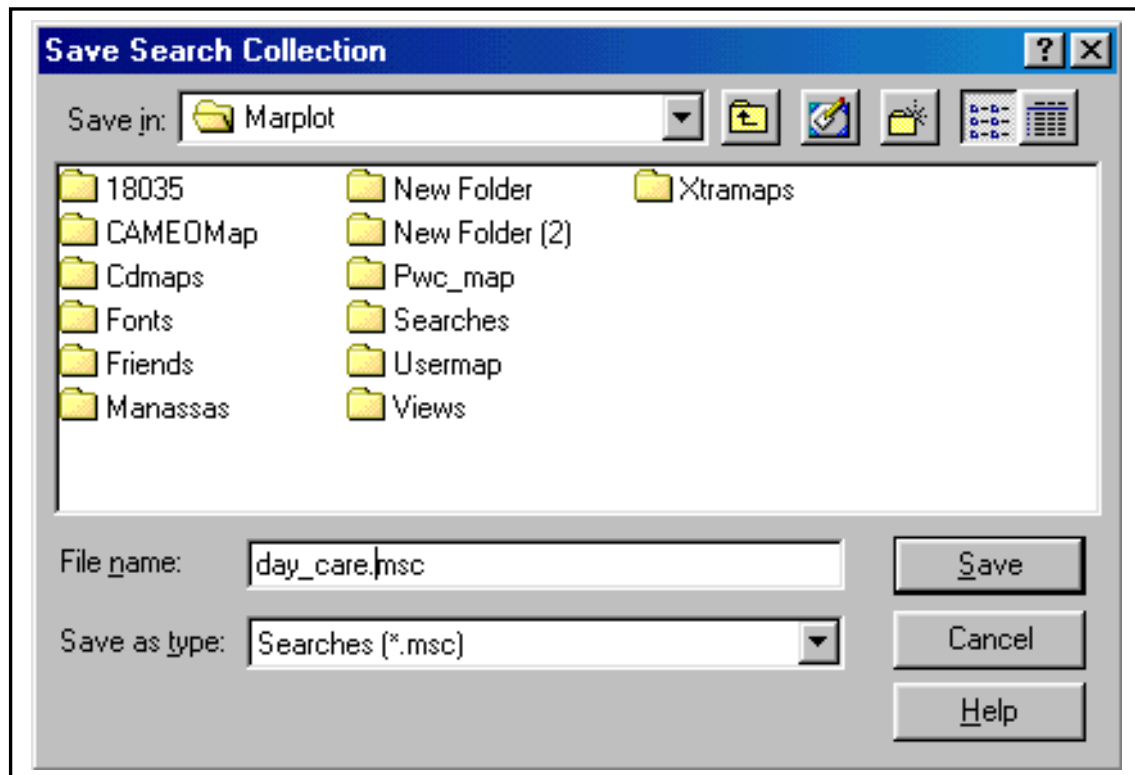 Save Search Collection
? X
Save in: Marplot
18035
CAMEOMap
Cdmaps
Fonts
Friends
Manassas
New Folder
New Folder (2)
Pwc_map
Searches
Usermap
Views
Xtramaps
File name: day_care.msc
Save
Save as type: Searches (*.msc)
Cancel
Help